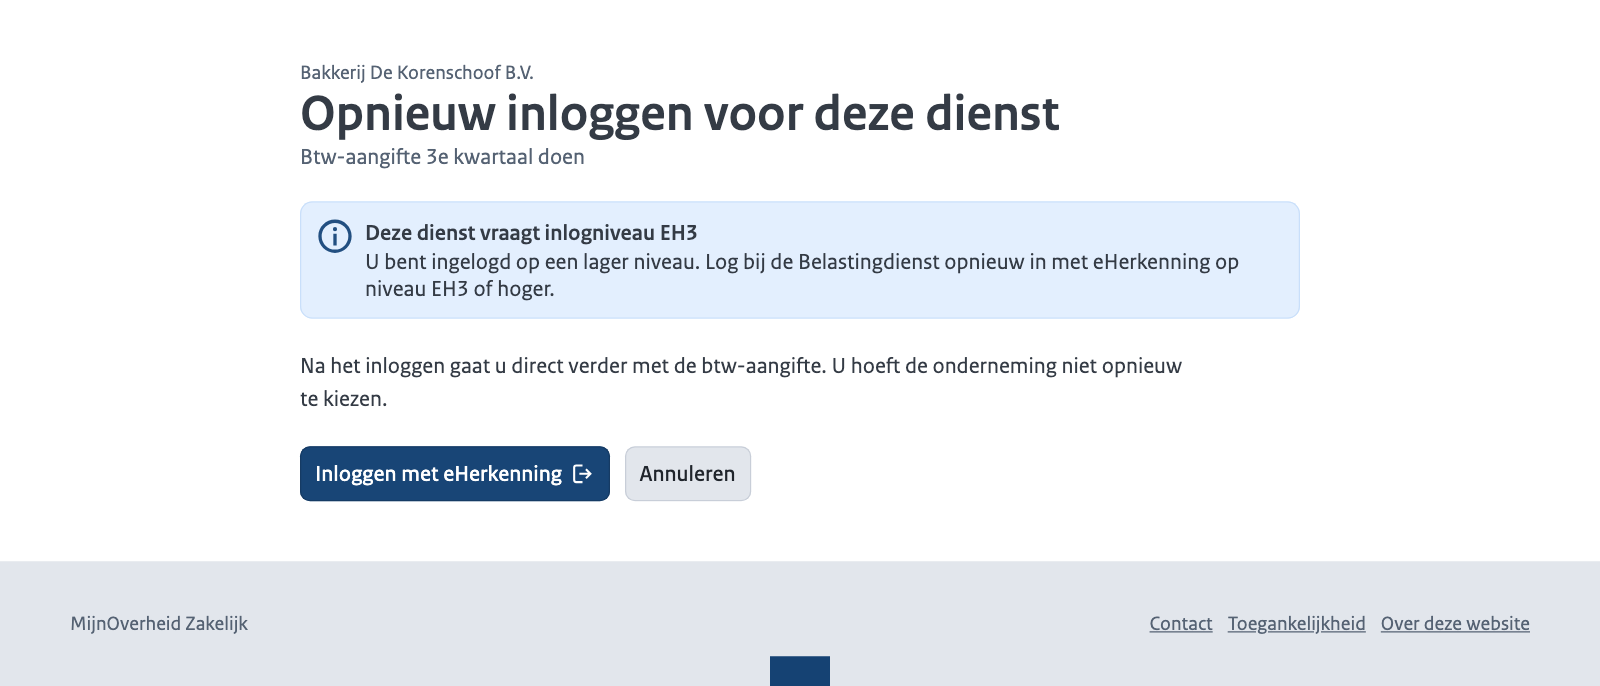 Bakkerij De Korenschoof B.V.
Opnieuw inloggen voor deze dienst
Btw-aangifte 3e kwartaal doen
Deze dienst vraagt inlogniveau EH3
U bent ingelogd op een lager niveau. Log bij de Belastingdienst opnieuw in met eHerkenning op
niveau EH3 of hoger.
Na het inloggen gaat u direct verder met de btw-aangifte. U hoeft de onderneming niet opnieuw
te kiezen.
Inloggen met eHerkenning
Annuleren
MijnOverheid Zakelijk
Contact Toegankelijkheid Over deze website